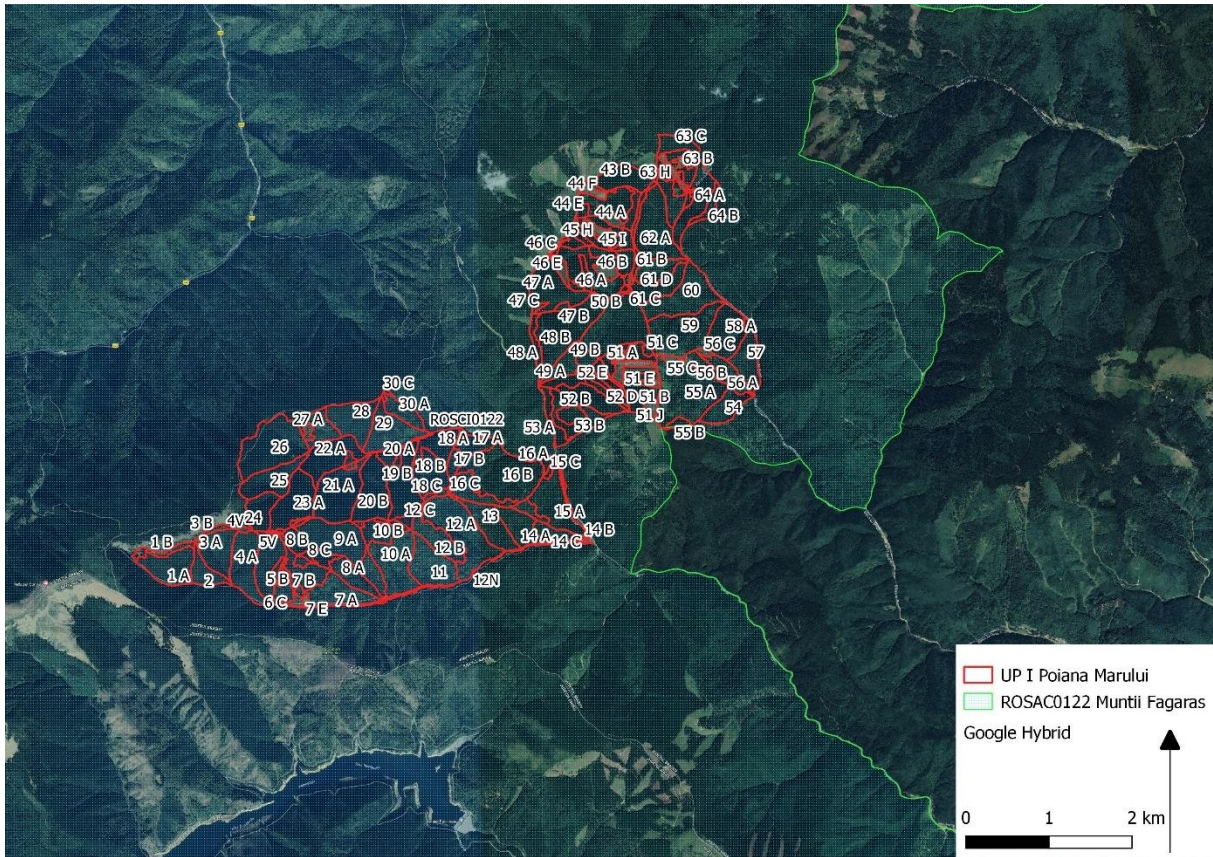 63 C
63 B
43 B
63 H
44 F
64 A
44 E
44 A
64 B
45 H
45 I
62 A
46 C
46 E
46 B
61 B
47 A
46 A
61 D
60
47 C
50 B
61 C
47 B
59
58 A
48 B
51 C
56 C
48 A
49 B
51 A
57
49 A
52 E
51 E
55 C
56 B
56 A
52 B
52 D
51 B
55 A
54
51 J
53 A
53 B
55 B
30 C
28
30 A
27 A
29
ROSCI0122
26
22 A
20 A
18 A
17 A
18 B
17 B
16 A
15 C
25
21 A
19 B
18 C
16 C
16 B
23 A
20 B
12 C
13
15 A
3 B
4V
24
12 A
14 A
14 B
1 B
3 A
5V
8 B
9 A
10 B
14 C
4 A
8 C
10 A
12 B
1 A
2
5 B
7 B
8 A
11
12N
6 C
7 E
7 A
UP I Poiana Marului
ROSAC0122 Muntii Fagaras
Google Hybrid
0 1 2 km